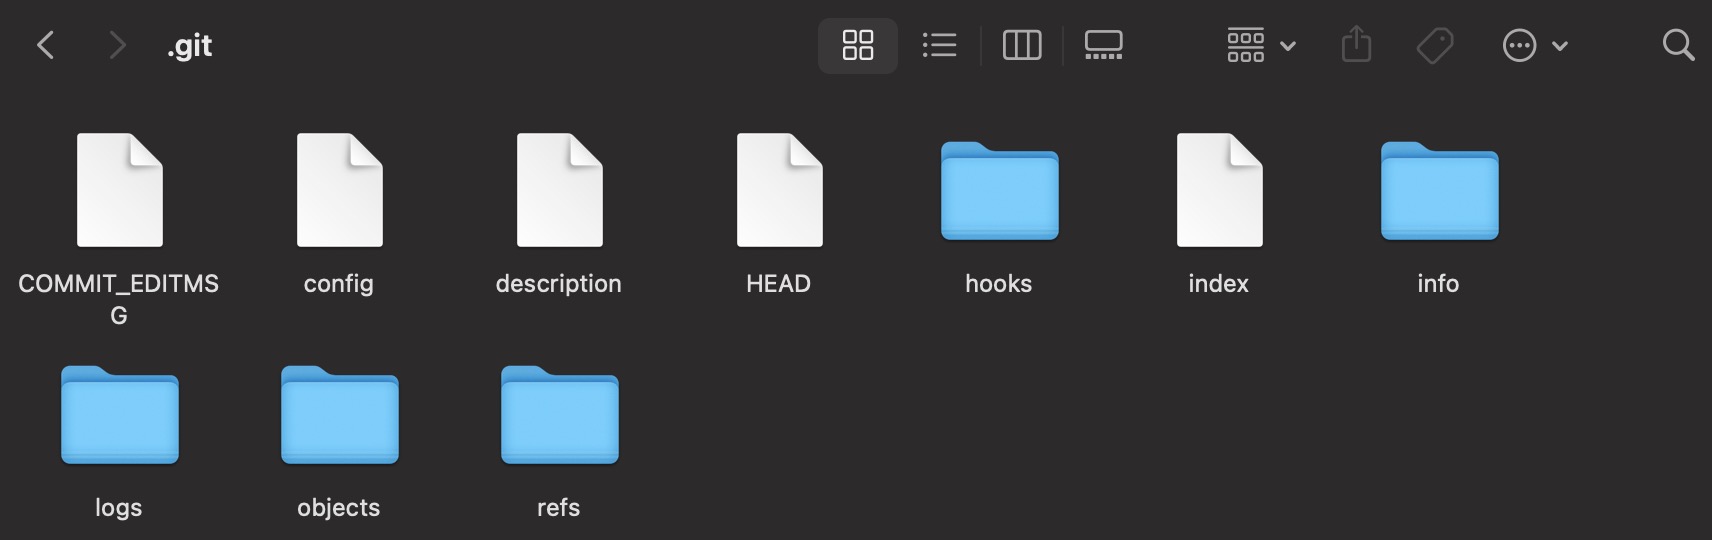 .git
COMMIT_EDITMS
G
config
description
HEAD
hooks
index
info
logs
objects
refs